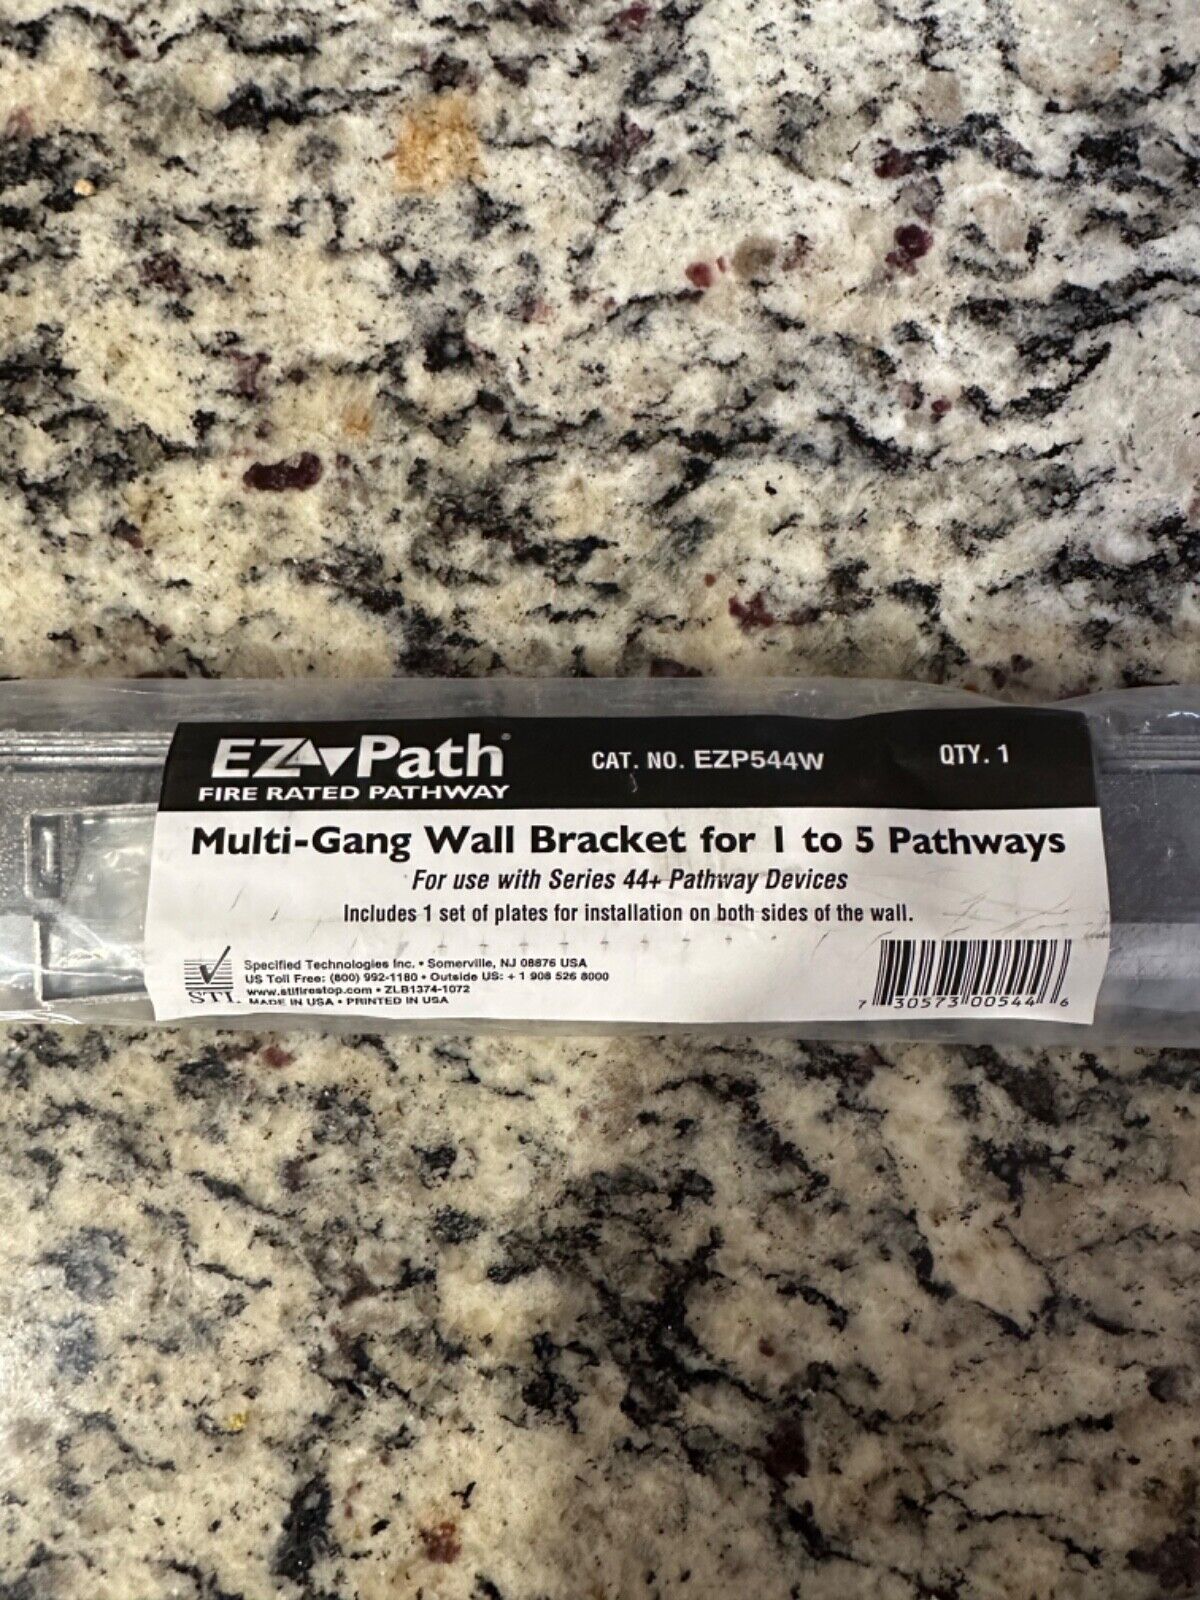 EZ Path®
FIRE RATED PATHWAY
CAT. NO. EZP544W
QTY. 1
Multi-Gang Wall Bracket for 1 to 5 Pathways
For use with Series 44+ Pathway Devices
Includes 1 set of plates for installation on both sides of the wall.
STI
Specified Technologies Inc. • Somerville, NJ 08876 USA
US Toll Free: (800) 992-1180 • Outside US: + 1 908 526 8000
www.stifirestop.com • ZLB1374-1072
MADE IN USA • PRINTED IN USA
7 30573 00544 6